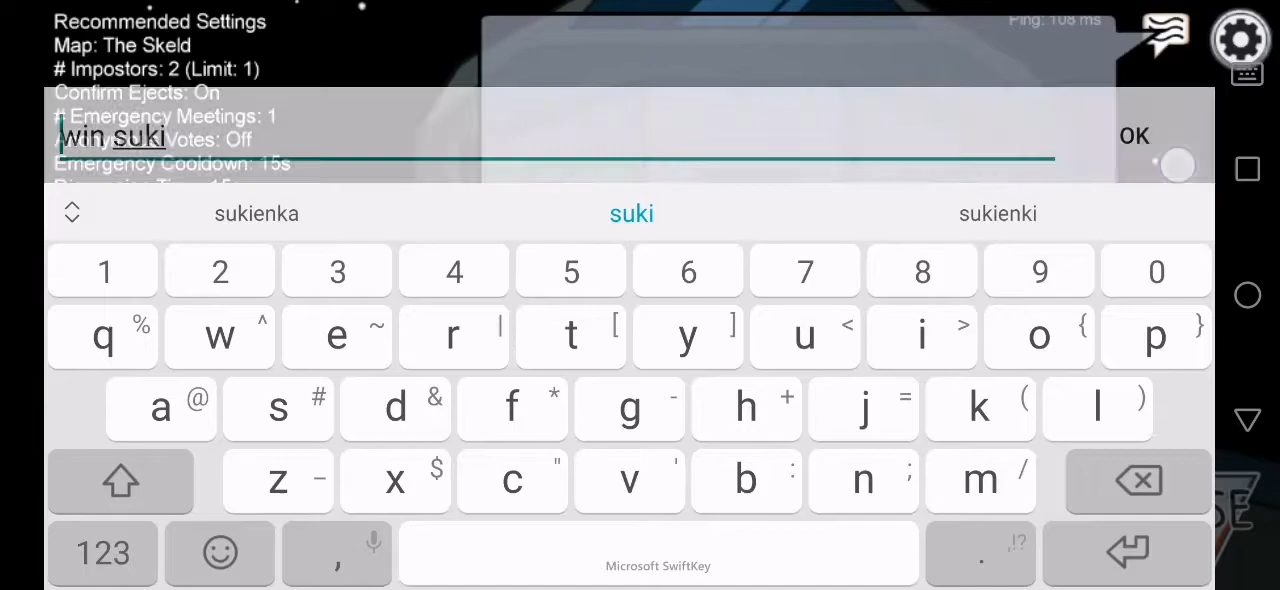 Recommended Settings
Ping: 108 ms
Map: The Skeld
# Impostors: 2 (Limit: 1)
Confirm Ejects: On
# Emergency Meetings: 1
win suki
Votes: Off
OK
Emergency Cooldown: 15s
sukienka suki sukienki
1 2 3 4 5 6 7 8 9 0
q % w ^ e ~ r | t [ y ] u < i > o { p }
a @ s # d & f * g - h + j = k ( l )
z _ x $ c " v ' b : n ; m /
123 , Microsoft SwiftKey . ,!?